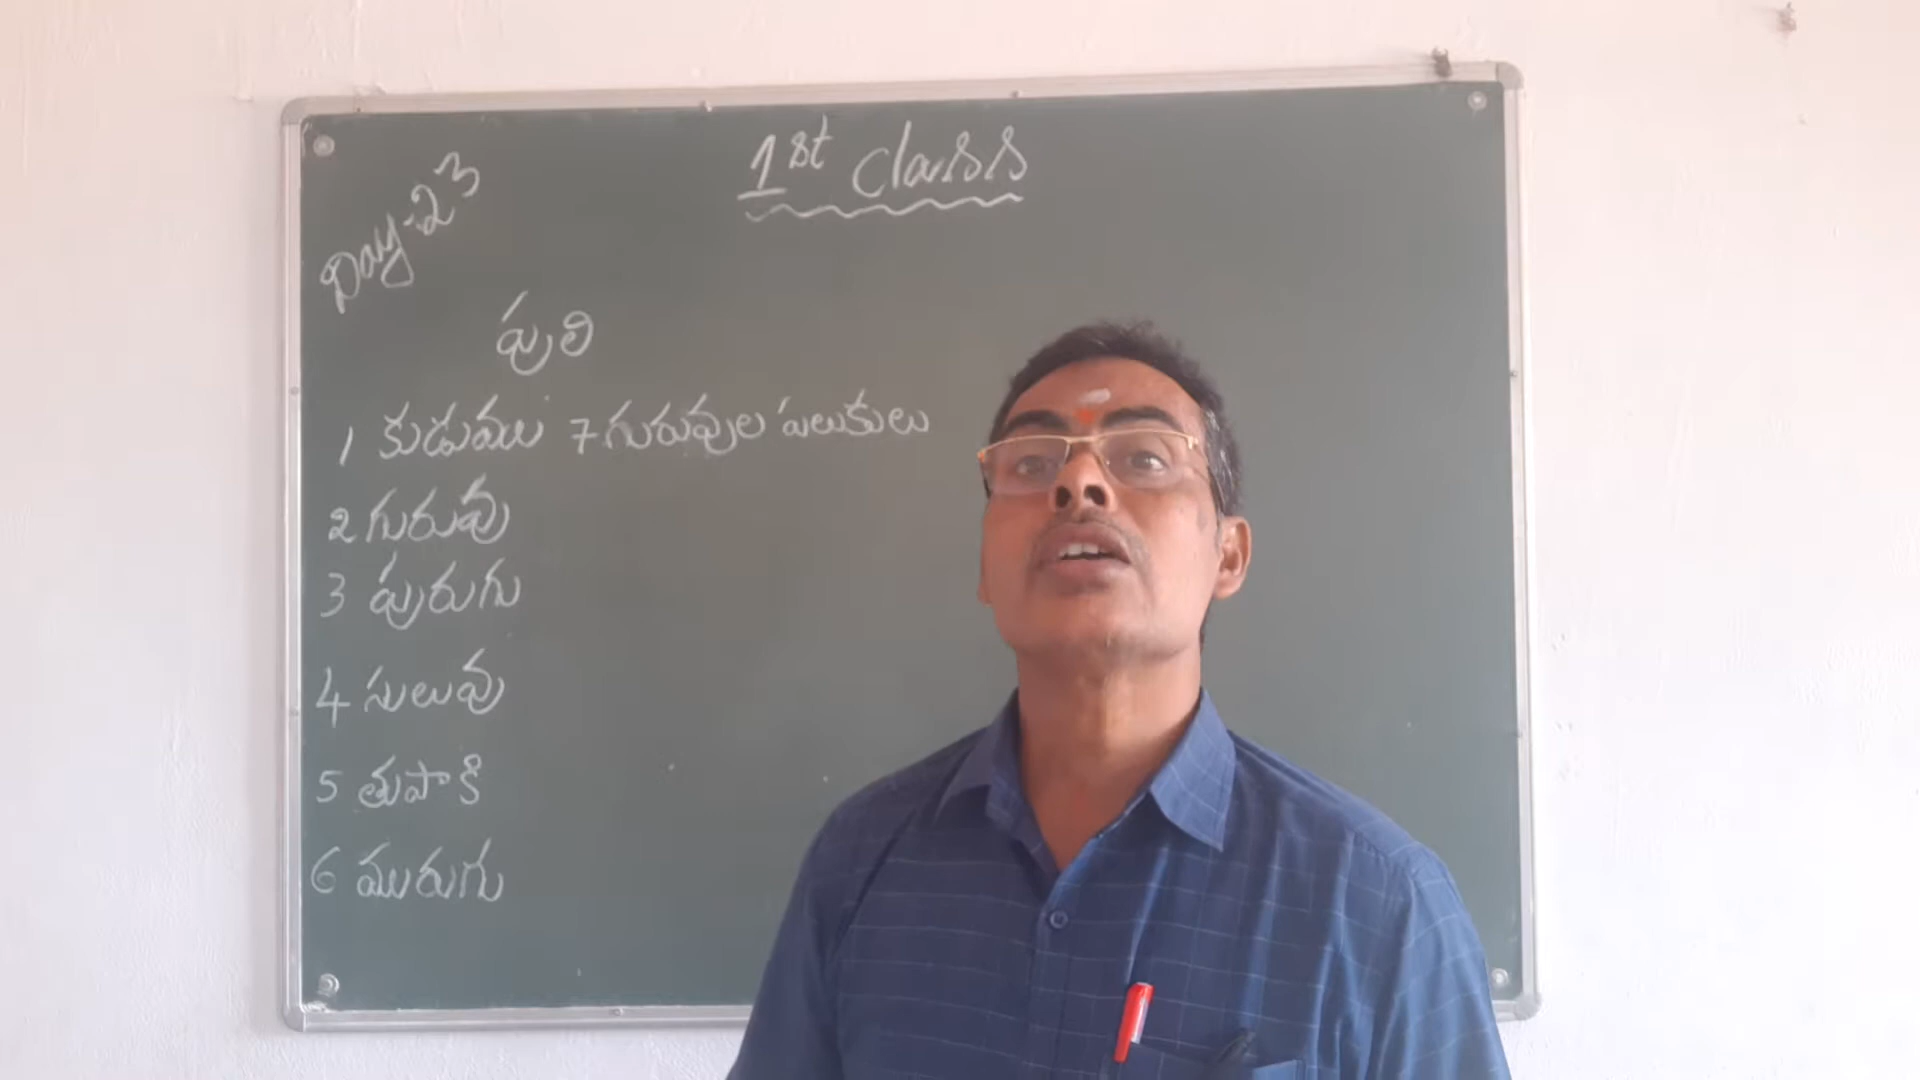 1st class
Day-23
పులి
1 కుడుము 7 గురువుల పలుకులు
2 గురువు
3 పురుగు
4 సులువు
5 తుపాకి
6 మురుగు